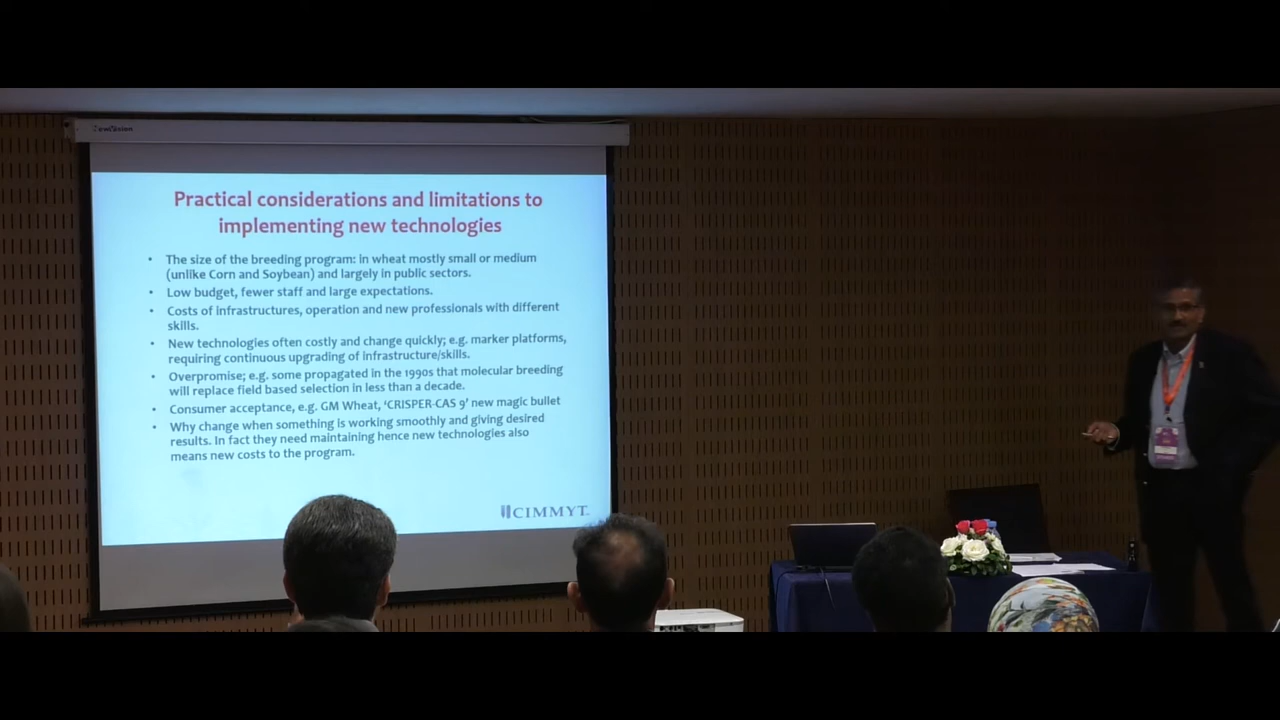 Practical considerations and limitations to
implementing new technologies
• The size of the breeding program: in wheat mostly small or medium
(unlike Corn and Soybean) and largely in public sectors.
• Low budget, fewer staff and large expectations.
• Costs of infrastructures, operation and new professionals with different
skills.
• New technologies often costly and change quickly; e.g. marker platforms,
requiring continuous upgrading of infrastructure/skills.
• Overpromise; e.g. some propagated in the 1990s that molecular breeding
will replace field based selection in less than a decade.
• Consumer acceptance, e.g. GM Wheat, ‘CRISPER-CAS 9’ new magic bullet
• Why change when something is working smoothly and giving desired
results. In fact they need maintaining hence new technologies also
means new costs to the program.
CIMMYT